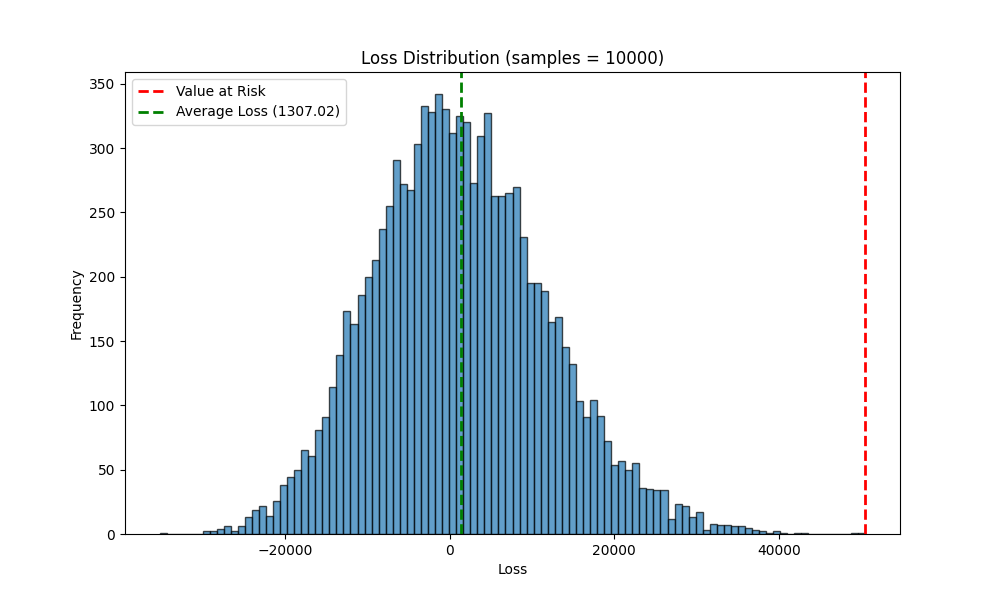 Loss Distribution (samples = 10000)
Value at Risk
Average Loss (1307.02)
350
300
250
200
150
100
50
0
Frequency
−20000 0 20000 40000
Loss